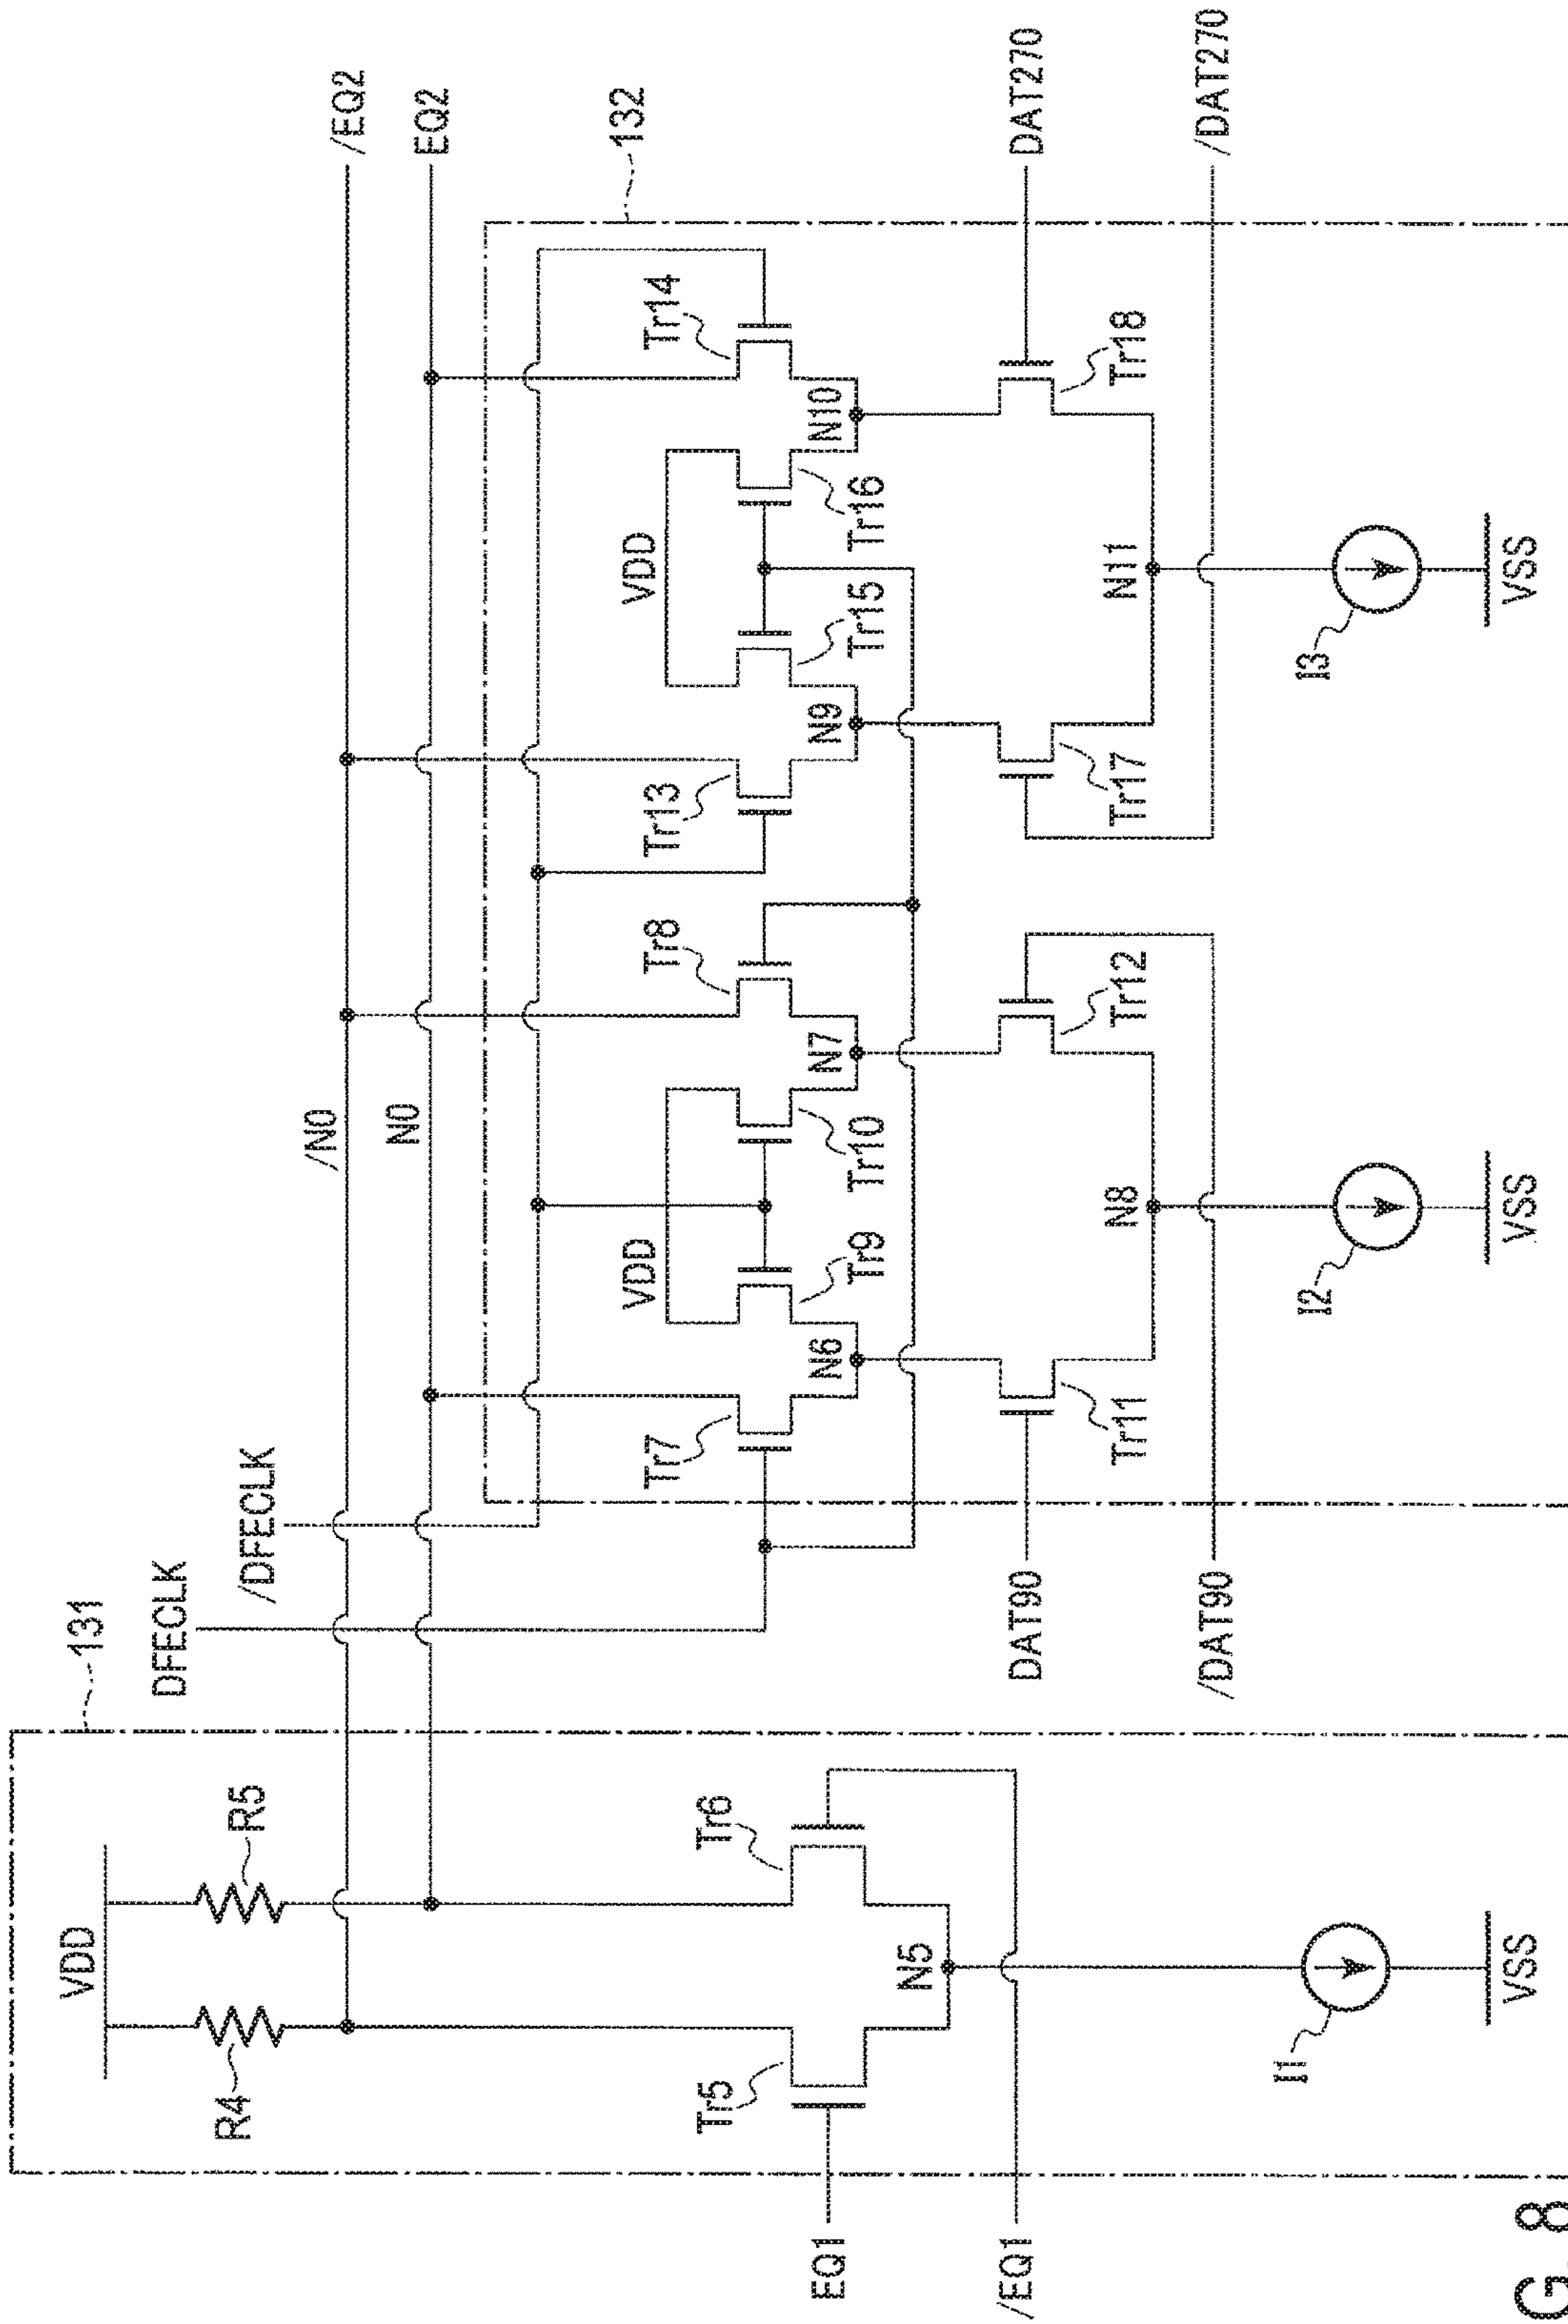 131
VDD
R4
R5
Tr5
Tr6
N5
I1
VSS
EQ1
/EQ1
DFECLK
/DFECLK
/N0
N0
/EQ2
EQ2
132
Tr7
VDD
Tr8
Tr13
VDD
Tr14
N6
Tr9
Tr10
N7
N9
Tr15
Tr16
N10
DAT90
/DAT90
Tr11
N8
Tr12
Tr17
N11
Tr18
DAT270
/DAT270
I2
VSS
I3
VSS
G. 8